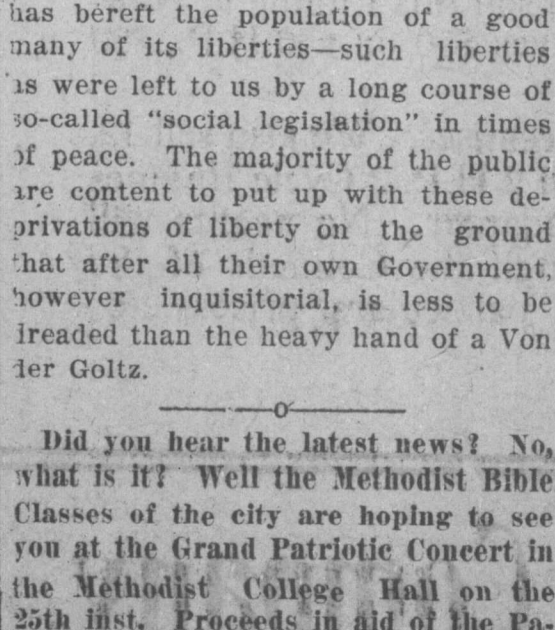 has bereft the population of a good
many of its liberties—such liberties
as were left to us by a long course of
so-called "social legislation" in times
of peace. The majority of the public
are content to put up with these de-
privations of liberty on the ground
that after all their own Government,
however inquisitorial, is less to be
dreaded than the heavy hand of a Von
der Goltz.
o
Did you hear the latest news? No,
what is it? Well the Methodist Bible
Classes of the city are hoping to see
you at the Grand Patriotic Concert in
the Methodist College Hall on the
25th inst. Proceeds in aid of the Pa-